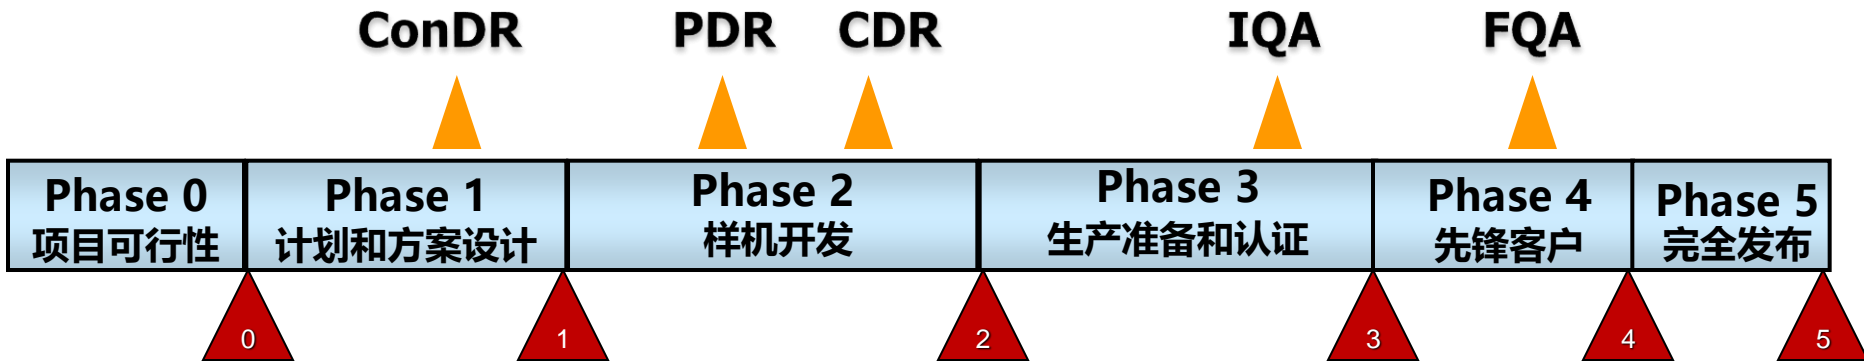 ConDR PDR CDR IQA FQA
Phase 0
项目可行性
Phase 1
计划和方案设计
Phase 2
样机开发
Phase 3
生产准备和认证
Phase 4
先锋客户
Phase 5
完全发布
0 1 2 3 4 5